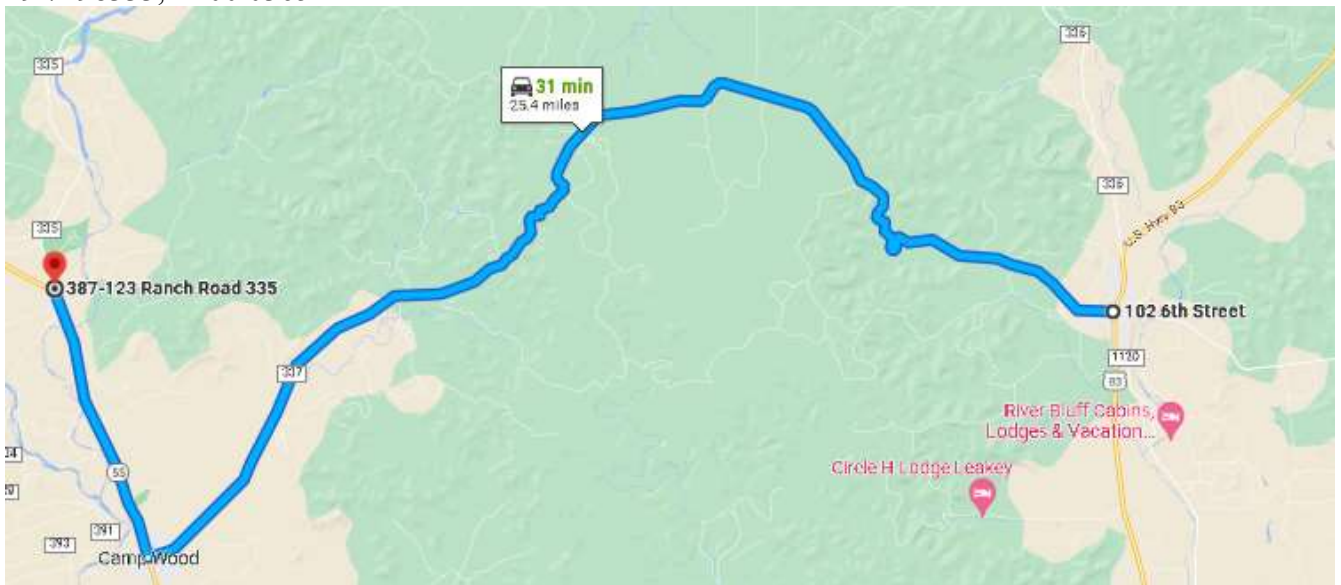 335
336
31 min
25.4 miles
336
335
U.S. Hwy 83
387-123 Ranch Road 335
102 6th Street
337
1120
83
River Bluff Cabins,
Lodges & Vacation...
Circle H Lodge Leakey
55
391
393
Camp Wood